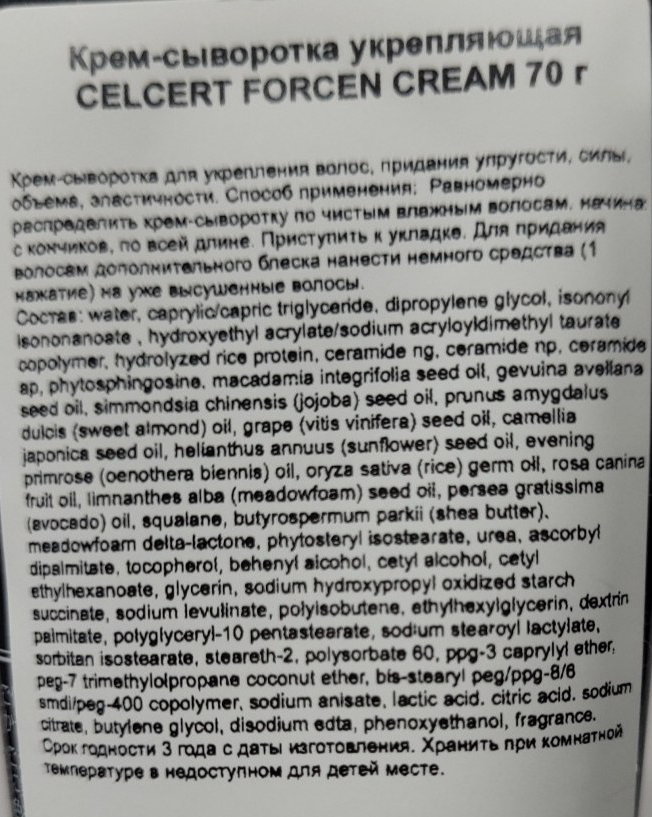 Крем-сыворотка укрепляющая
CELCERT FORCEN CREAM 70 г
Крем-сыворотка для укрепления волос, придания упругости, силы,
объема, эластичности. Способ применения: Равномерно
распределить крем-сыворотку по чистым влажным волосам, начиная
с кончиков, по всей длине. Приступить к укладке. Для придания
волосам дополнительного блеска нанести немного средства (1
нажатие) на уже высушенные волосы.
Состав: water, caprylic/capric triglyceride, dipropylene glycol, isononyl
isononanoate , hydroxyethyl acrylate/sodium acryloyldimethyl taurate
copolymer, hydrolyzed rice protein, ceramide ng, ceramide np, ceramide
ap, phytosphingosine, macadamia integrifolia seed oil, gevuina avellana
seed oil, simmondsia chinensis (jojoba) seed oil, prunus amygdalus
dulcis (sweet almond) oil, grape (vitis vinifera) seed oil, camellia
japonica seed oil, helianthus annuus (sunflower) seed oil, evening
primrose (oenothera biennis) oil, oryza sativa (rice) germ oil, rosa canina
fruit oil, limnanthes alba (meadowfoam) seed oil, persea gratissima
(avocado) oil, squalane, butyrospermum parkii (shea butter),
meadowfoam delta-lactone, phytosteryl isostearate, urea, ascorbyl
dipalmitate, tocopherol, behenyl alcohol, cetyl alcohol, cetyl
ethylhexanoate, glycerin, sodium hydroxypropyl oxidized starch
succinate, sodium levulinate, polyisobutene, ethylhexylglycerin, dextrin
palmitate, polyglyceryl-10 pentastearate, sodium stearoyl lactylate,
sorbitan isostearate, steareth-2, polysorbate 60, ppg-3 caprylyl ether,
peg-7 trimethylolpropane coconut ether, bis-stearyl peg/ppg-8/6
smdi/peg-400 copolymer, sodium anisate, lactic acid, citric acid, sodium
citrate, butylene glycol, disodium edta, phenoxyethanol, fragrance.
Срок годности 3 года с даты изготовления. Хранить при комнатной
температуре в недоступном для детей месте.